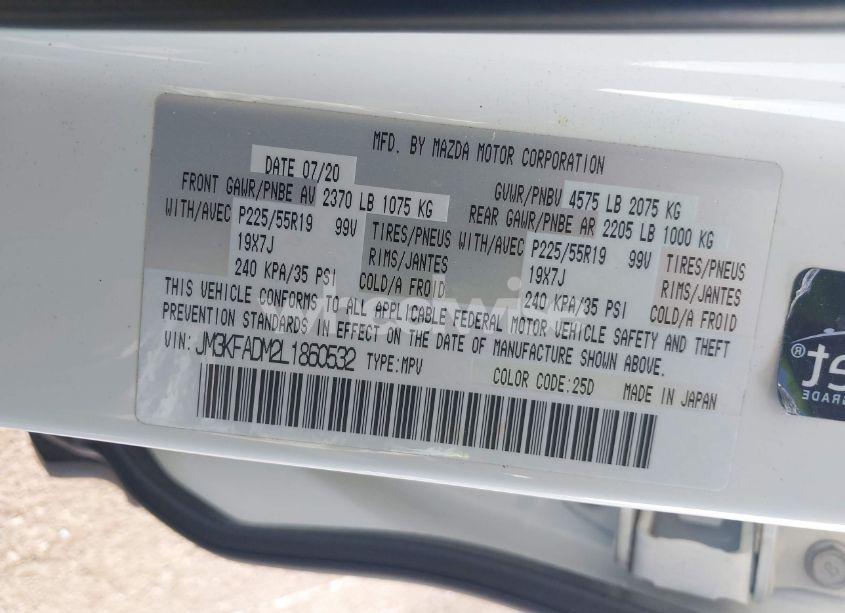 MFD. BY MAZDA MOTOR CORPORATION
DATE 07/20
GVWR/PNBV 4575 LB 2075 KG
FRONT GAWR/PNBE AV 2370 LB 1075 KG
REAR GAWR/PNBE AR 2205 LB 1000 KG
WITH/AVEC P225/55R19 99V TIRES/PNEUS
19X7J RIMS/JANTES
240 KPA/35 PSI COLD/A FROID
WITH/AVEC P225/55R19 99V TIRES/PNEUS
19X7J RIMS/JANTES
240 KPA/35 PSI COLD/A FROID
THIS VEHICLE CONFORMS TO ALL APPLICABLE FEDERAL MOTOR VEHICLE SAFETY AND THEFT
PREVENTION STANDARDS IN EFFECT ON THE DATE OF MANUFACTURE SHOWN ABOVE.
VIN: JM3KFADM2L1860532 TYPE:MPV
COLOR CODE:25D MADE IN JAPAN